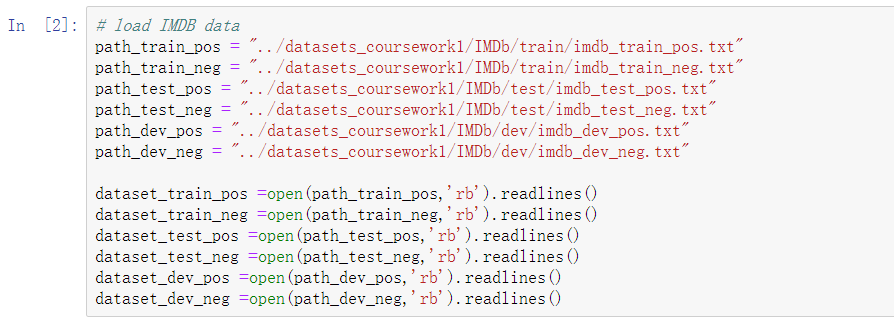 In [2]: # load IMDB data
path_train_pos = "../datasets_coursework1/IMDb/train/imdb_train_pos.txt"
path_train_neg = "../datasets_coursework1/IMDb/train/imdb_train_neg.txt"
path_test_pos = "../datasets_coursework1/IMDb/test/imdb_test_pos.txt"
path_test_neg = "../datasets_coursework1/IMDb/test/imdb_test_neg.txt"
path_dev_pos = "../datasets_coursework1/IMDb/dev/imdb_dev_pos.txt"
path_dev_neg = "../datasets_coursework1/IMDb/dev/imdb_dev_neg.txt"

dataset_train_pos =open(path_train_pos,'rb').readlines()
dataset_train_neg =open(path_train_neg,'rb').readlines()
dataset_test_pos =open(path_test_pos,'rb').readlines()
dataset_test_neg =open(path_test_neg,'rb').readlines()
dataset_dev_pos =open(path_dev_pos,'rb').readlines()
dataset_dev_neg =open(path_dev_neg,'rb').readlines()